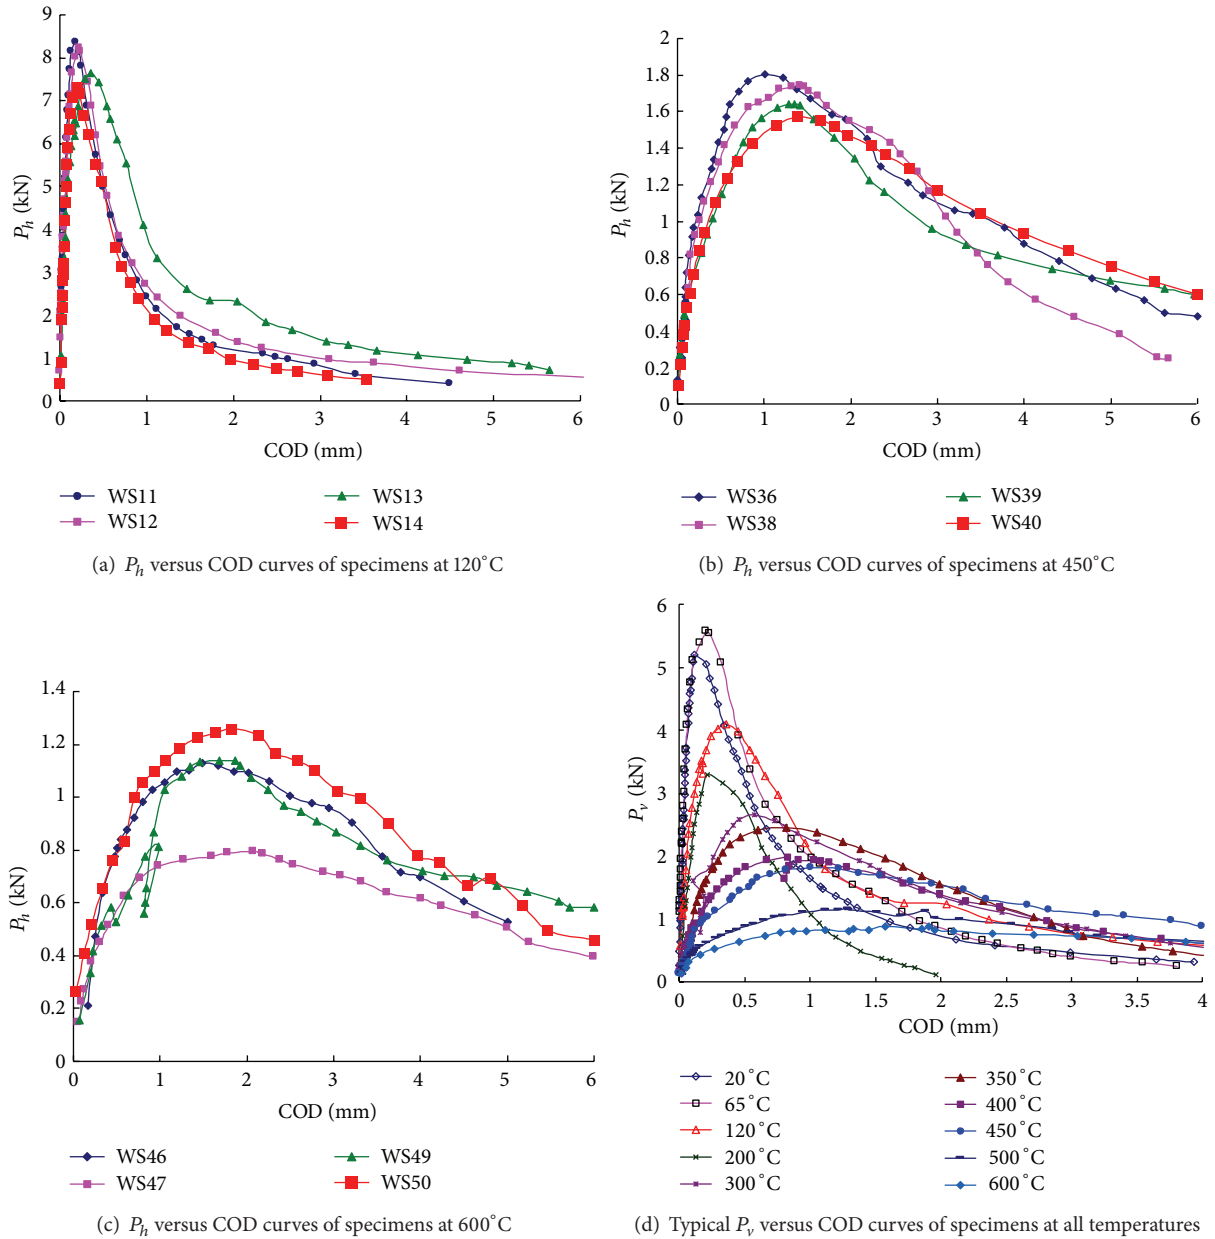 9
8
7
6
5
4
3
2
1
0
P_h (kN)
0 1 2 3 4 5 6
COD (mm)
WS11 WS13
WS12 WS14
(a) P_h versus COD curves of specimens at 120°C
2
1.8
1.6
1.4
1.2
1
0.8
0.6
0.4
0.2
0
P_h (kN)
0 1 2 3 4 5 6
COD (mm)
WS36 WS39
WS38 WS40
(b) P_h versus COD curves of specimens at 450°C
1.4
1.2
1
0.8
0.6
0.4
0.2
0
P_h (kN)
0 1 2 3 4 5 6
COD (mm)
WS46 WS49
WS47 WS50
(c) P_h versus COD curves of specimens at 600°C
6
5
4
3
2
1
0
P_v (kN)
0 0.5 1 1.5 2 2.5 3 3.5 4
COD (mm)
20°C 350°C
65°C 400°C
120°C 450°C
200°C 500°C
300°C 600°C
(d) Typical P_v versus COD curves of specimens at all temperatures